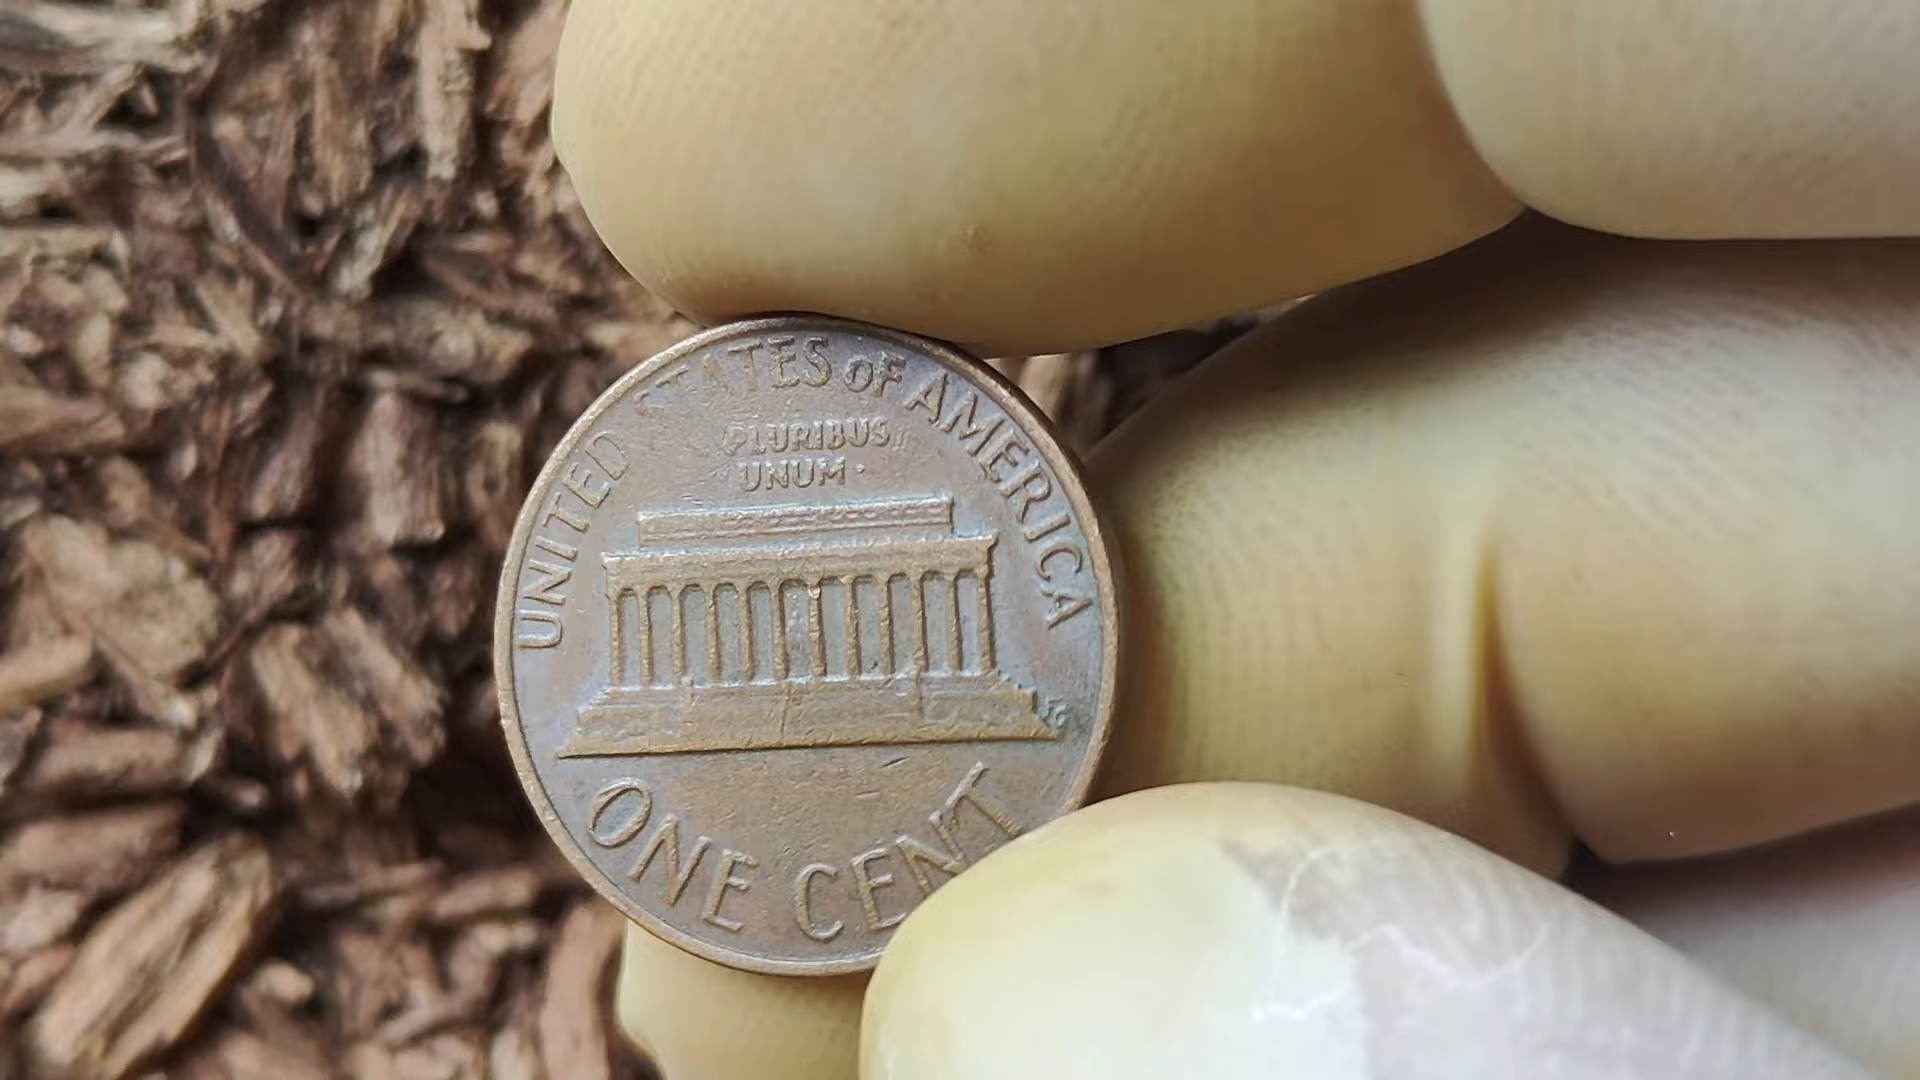 UNITED STATES OF AMERICA
PLURIBUS
UNUM·
ONE CENT